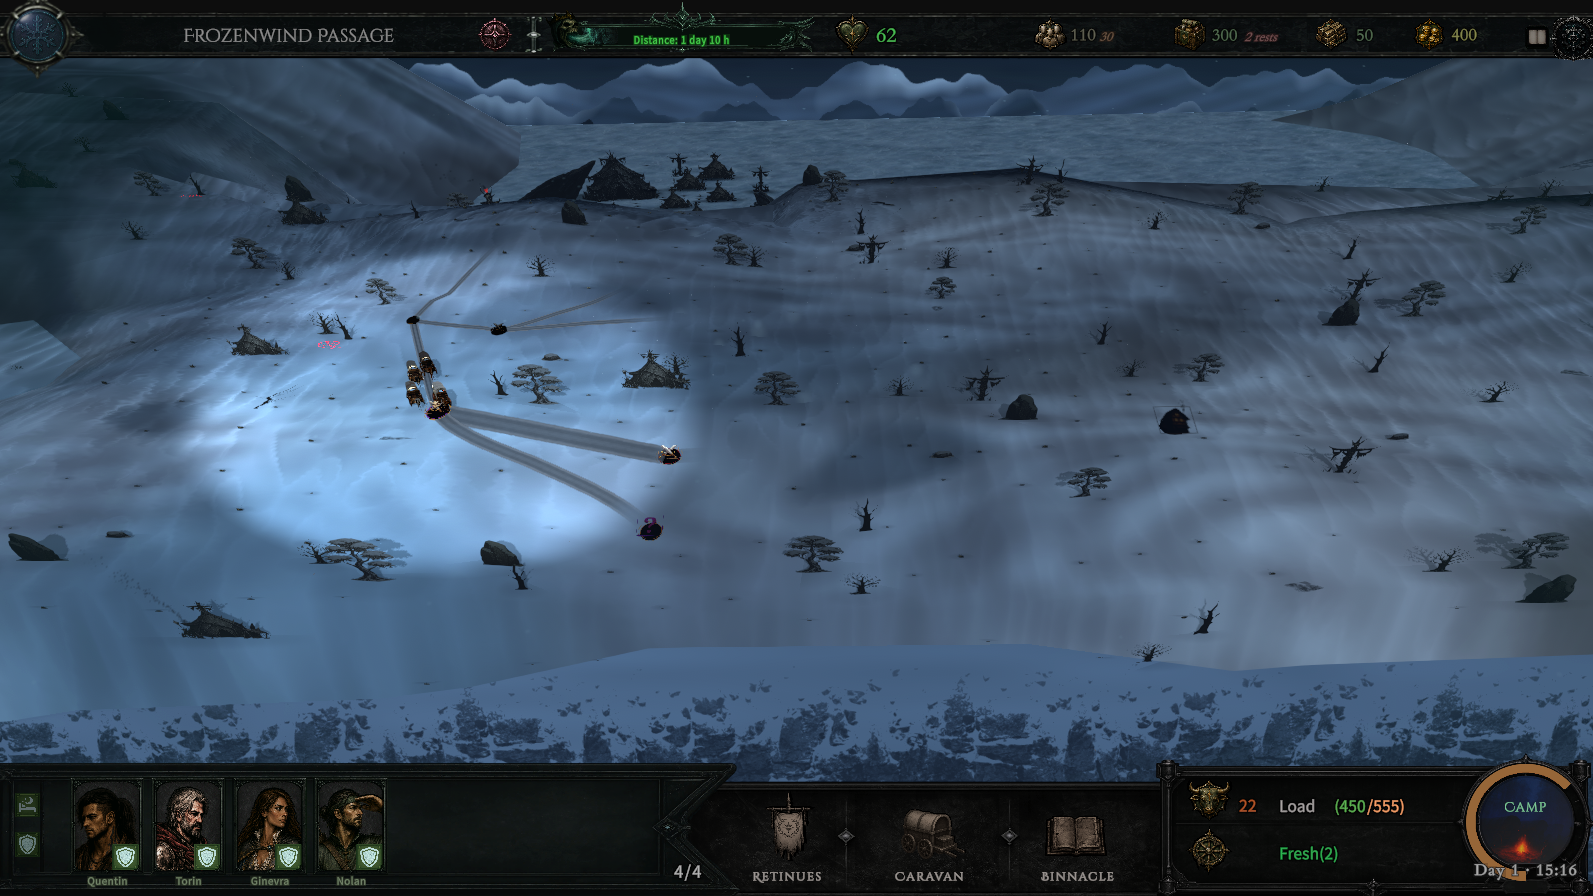 FROZENWIND PASSAGE
Distance: 1 day 10 h
62
110 30
300 2 rests
50
400
22 Load (450/555)
Fresh(2)
CAMP
Day 1 · 15:16
Quentin
Torin
Ginevra
Nolan
4/4
RETINUES
CARAVAN
BINNACLE